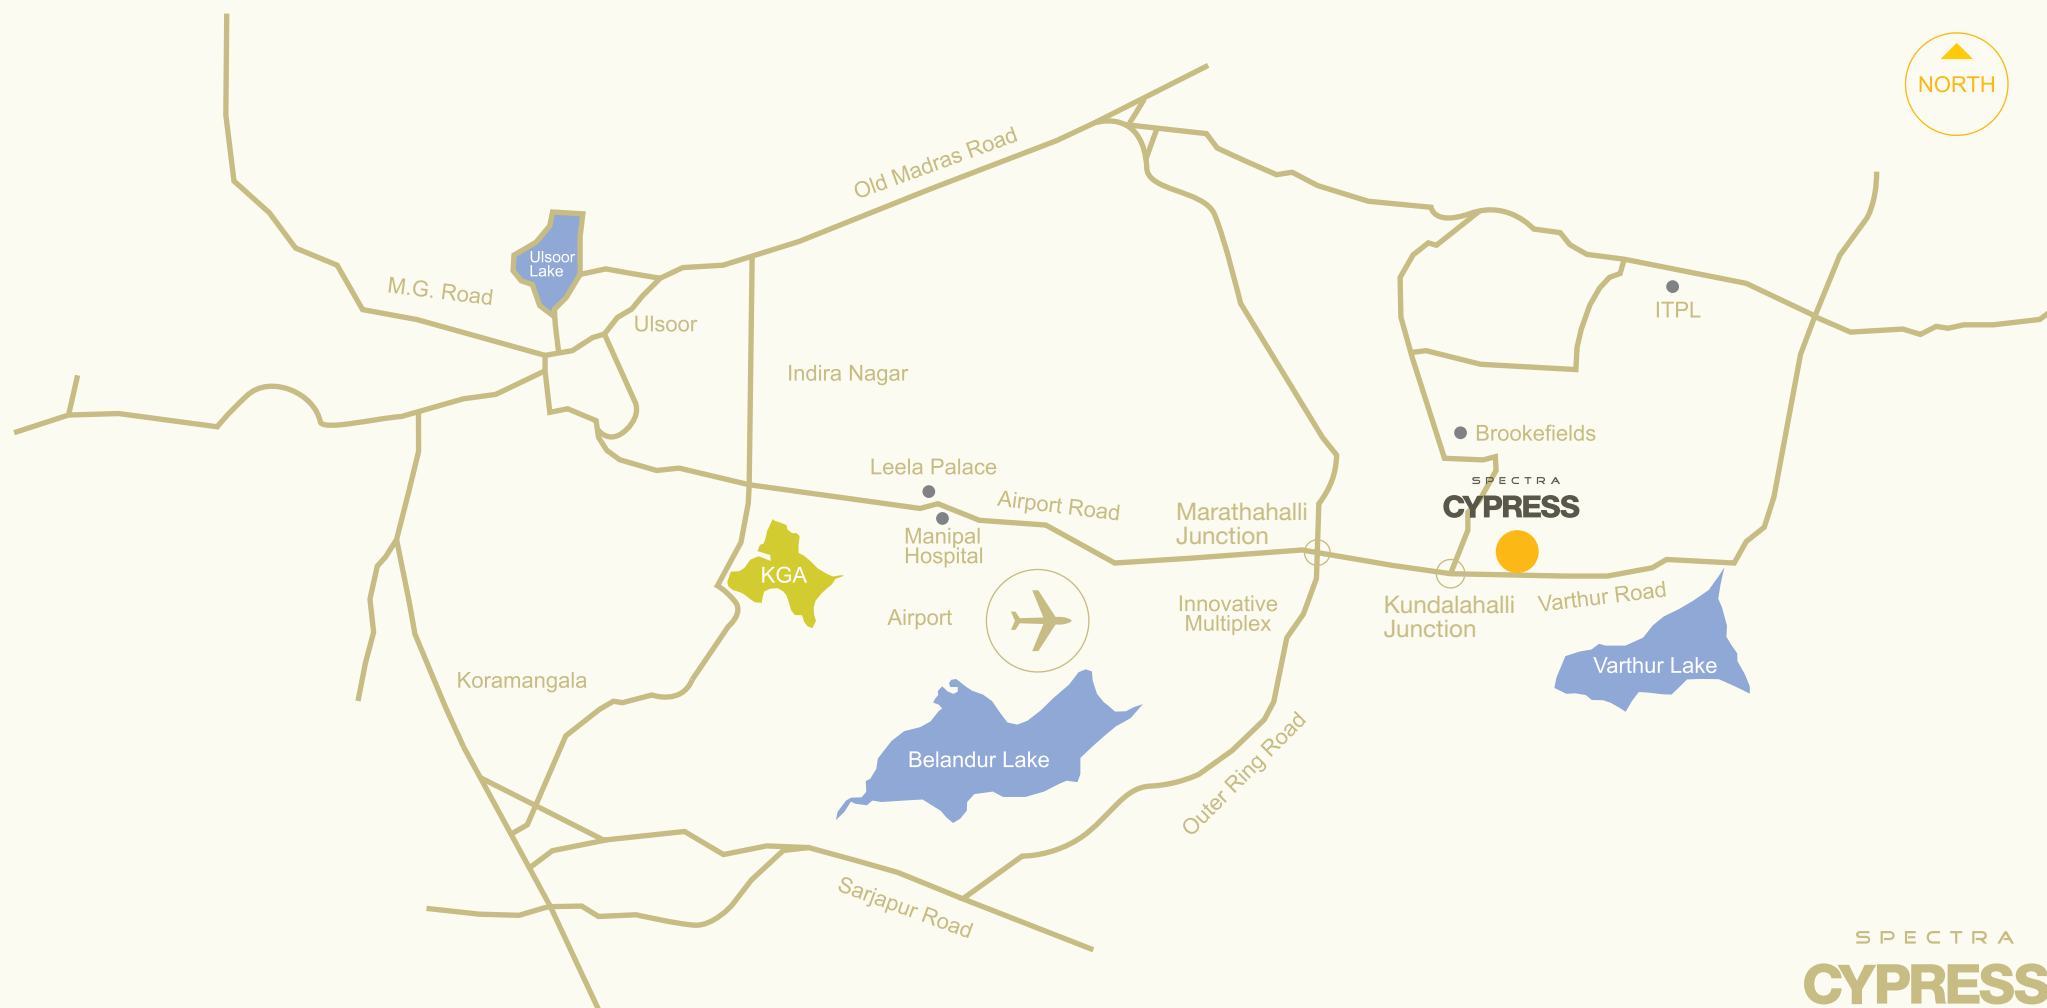 NORTH
Old Madras Road
Ulsoor
Lake
M.G. Road
Ulsoor
ITPL
Indira Nagar
Brookefields
Leela Palace
SPECTRA
CYPRESS
Airport Road
Marathahalli
Junction
Manipal
Hospital
KGA
Airport
Innovative
Multiplex
Kundalahalli
Junction
Varthur Road
Varthur Lake
Koramangala
Belandur Lake
Outer Ring Road
Sarjapur Road
SPECTRA
CYPRESS